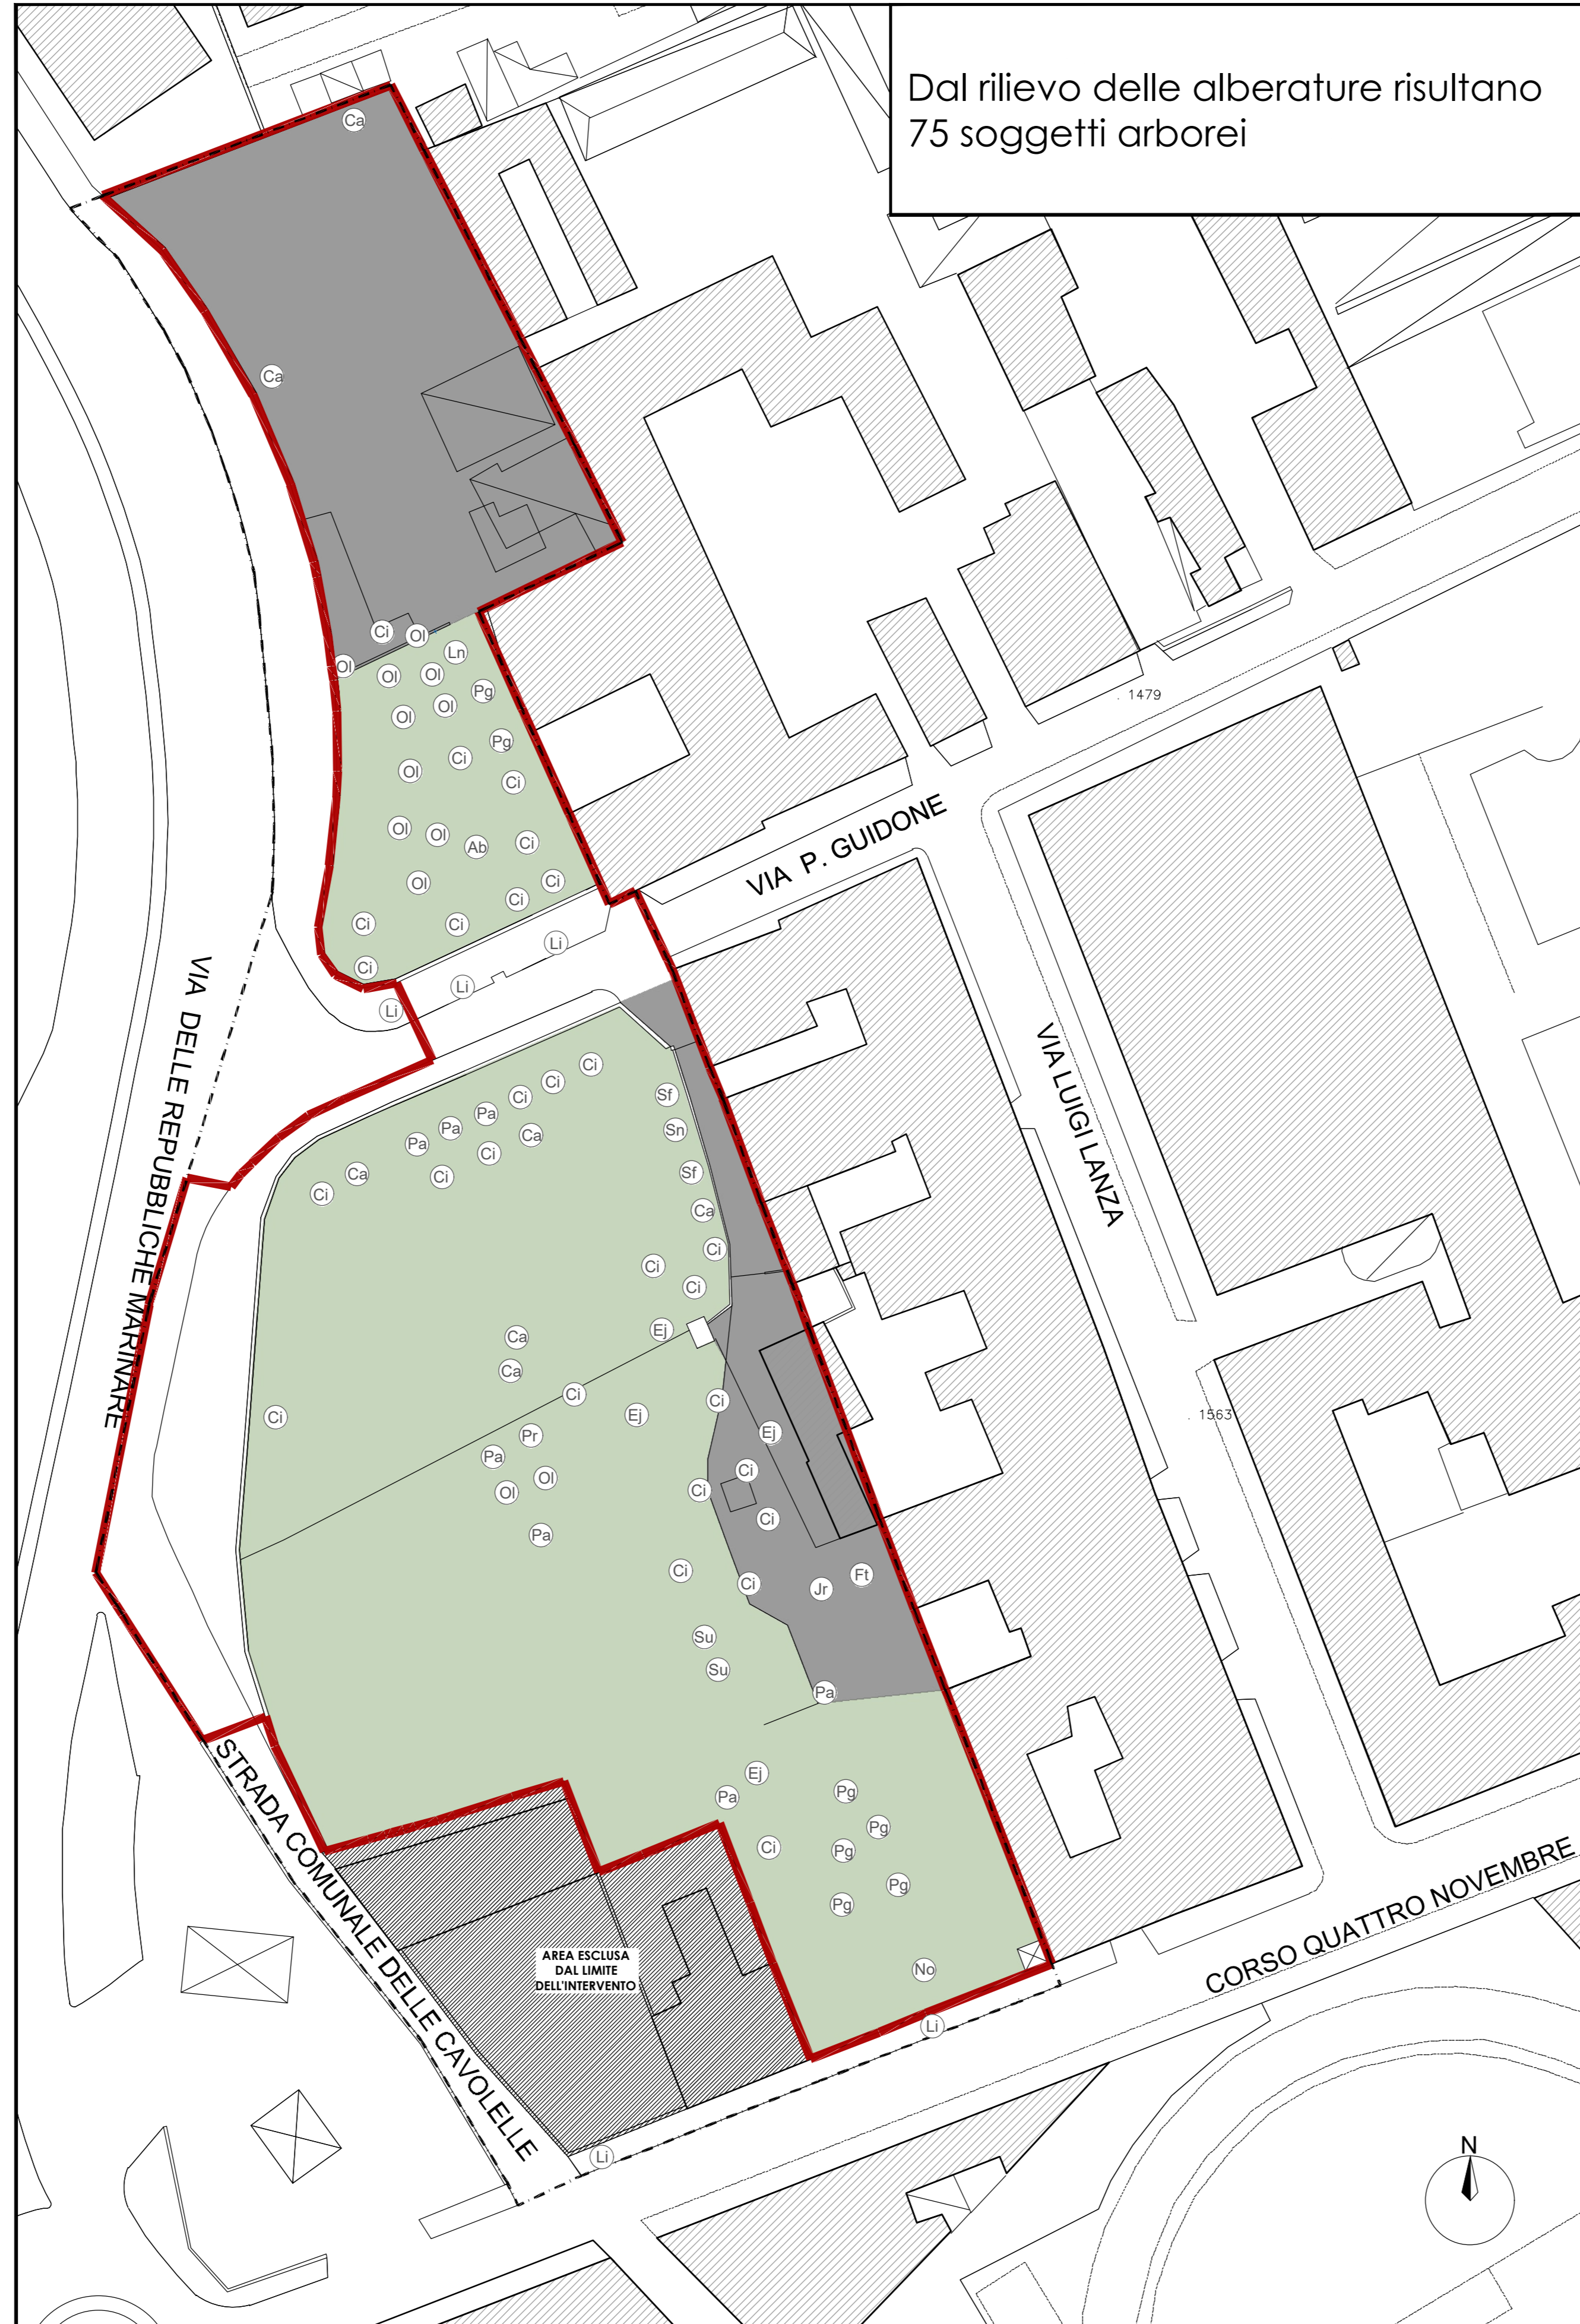 Dal rilievo delle alberature risultano
75 soggetti arborei
Ca
Ca
Ci
Ol
Ln
Ol
Ol
Ol
Pg
Ol
Ol
Pg
Ci
Ol
Ci
Ol
Ol
Ab
Ci
Ol
Ci
Ci
Ci
Ci
Li
Ci
Li
Li
. 1479
VIA P. GUIDONE
VIA DELLE REPUBBLICHE MARINARE
VIA LUIGI LANZA
Ci
Ci
Ci
Pa
Pa
Pa
Ca
Ci
Ci
Ca
Ci
Sf
Sn
Sf
Ca
Ci
Ci
Ci
Ej
Ca
Ca
Ci
Ci
Ej
Ci
Ej
Pr
Pa
Ol
Ol
Pa
Ci
Ci
Ci
. 1563
Ci
Ci
Jr
Ft
Su
Su
Pa
Ej
Pa
Pg
Pg
Ci
Pg
Pg
Pg
No
Li
Li
STRADA COMUNALE DELLE CAVOLELLE
AREA ESCLUSA
DAL LIMITE
DELL'INTERVENTO
CORSO QUATTRO NOVEMBRE
N